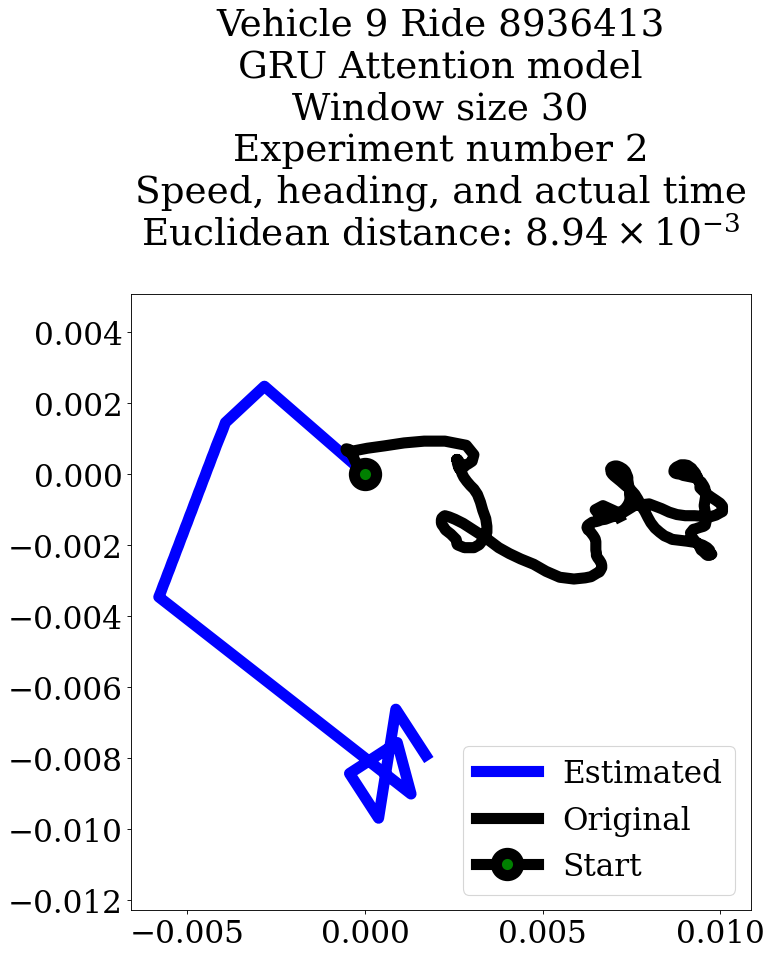 Vehicle 9 Ride 8936413
GRU Attention model
Window size 30
Experiment number 2
Speed, heading, and actual time
Euclidean distance: 8.94 × 10⁻³
0.004
0.002
0.000
−0.002
−0.004
−0.006
−0.008
−0.010
−0.012
Estimated
Original
Start
−0.005 0.000 0.005 0.010